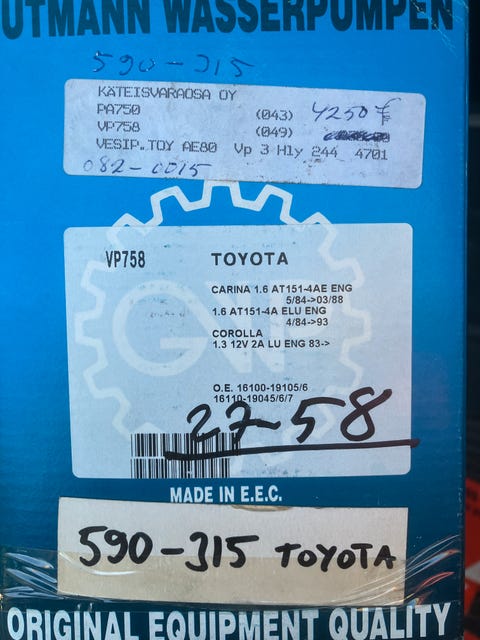 UTMANN WASSERPUMPEN
590-315
KÄTEISVARAOSA OY
PA750 (043) 4250
VP758 (049)
VESIP.TOY AE80 Vp 3 Hly 244 4701
082-0015
VP758 TOYOTA
CARINA 1.6 AT151-4AE ENG
5/84->03/88
1.6 AT151-4A ELU ENG
4/84->93
COROLLA
1.3 12V 2A LU ENG 83->
GWP
O.E. 16100-19105/6
16110-19045/6/7
27-58
MADE IN E.E.C.
590-315 TOYOTA
ORIGINAL EQUIPMENT QUALITY